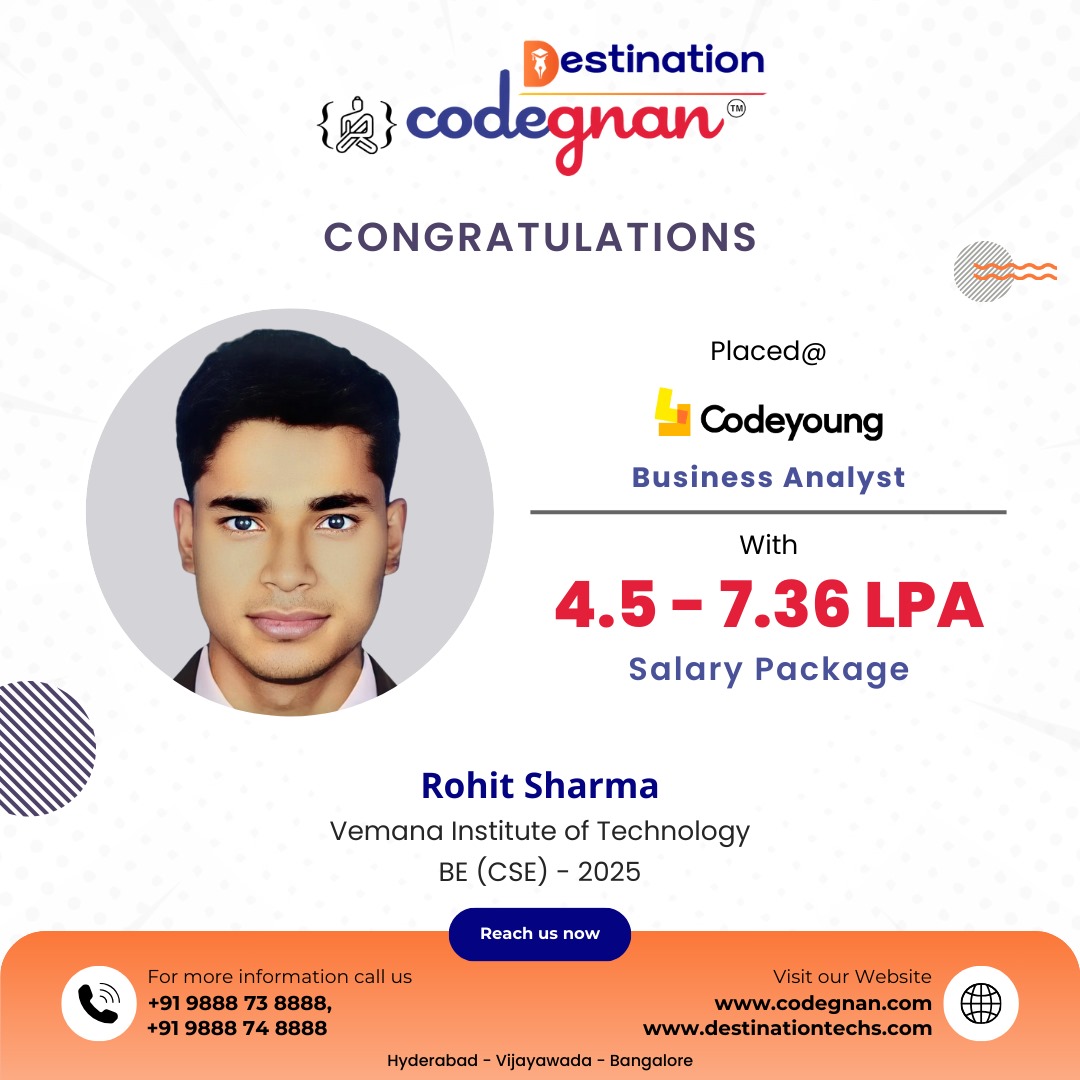 Destination
codegnan TM
CONGRATULATIONS
Placed@
Codeyoung
Business Analyst
With
4.5 - 7.36 LPA
Salary Package
Rohit Sharma
Vemana Institute of Technology
BE (CSE) - 2025
Reach us now
For more information call us
+91 9888 73 8888,
+91 9888 74 8888
Visit our Website
www.codegnan.com
www.destinationtechs.com
Hyderabad - Vijayawada - Bangalore